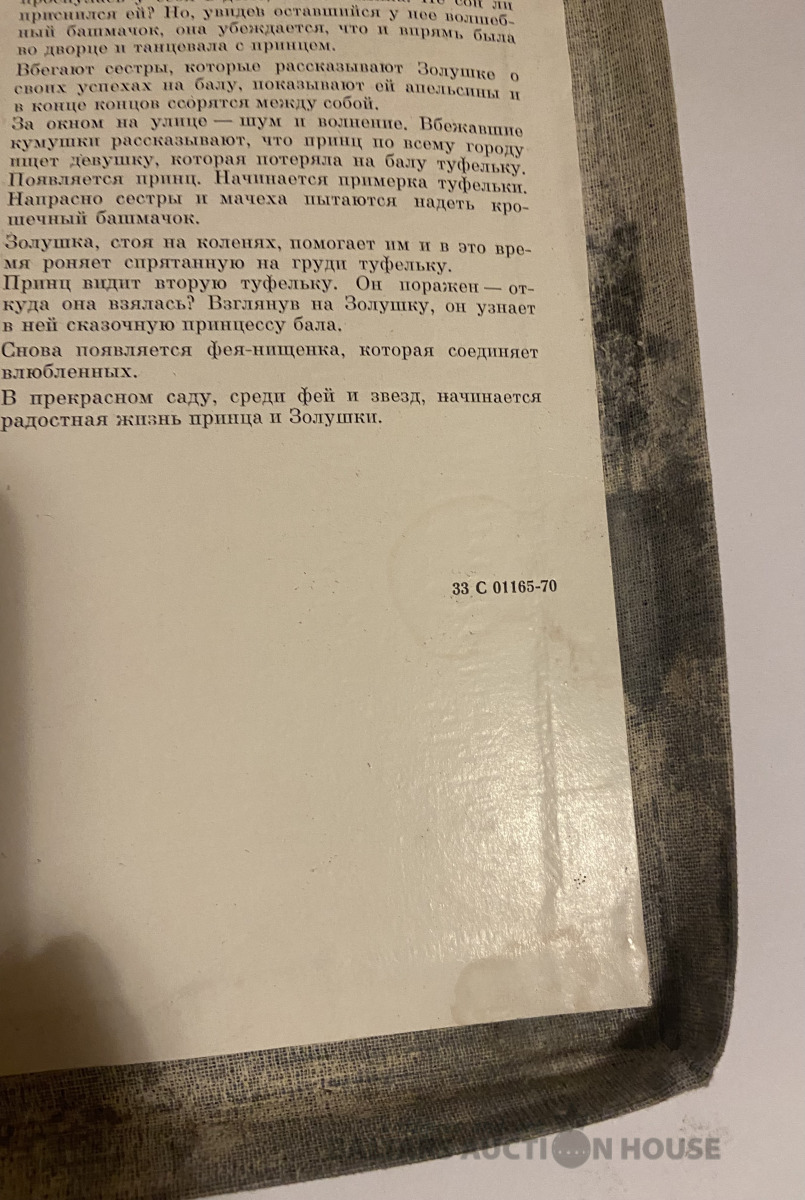 приснился ей? Но, увидев оставшийся у нее волшеб-
ный башмачок, она убеждается, что и впрямь была
во дворце и танцевала с принцем.
Вбегают сестры, которые рассказывают Золушке о
своих успехах на балу, показывают ей апельсины и
в конце концов ссорятся между собой.
За окном на улице — шум и волнение. Вбежавшие
кумушки рассказывают, что принц по всему городу
ищет девушку, которая потеряла на балу туфельку.
Появляется принц. Начинается примерка туфельки.
Напрасно сестры и мачеха пытаются надеть кро-
шечный башмачок.
Золушка, стоя на коленях, помогает им и в это вре-
мя роняет спрятанную на груди туфельку.
Принц видит вторую туфельку. Он поражен — от-
куда она взялась? Взглянув на Золушку, он узнает
в ней сказочную принцессу бала.
Снова появляется фея-нищенка, которая соединяет
влюбленных.
В прекрасном саду, среди фей и звезд, начинается
радостная жизнь принца и Золушки.
33 С 01165-70
AUCTION HOUSE